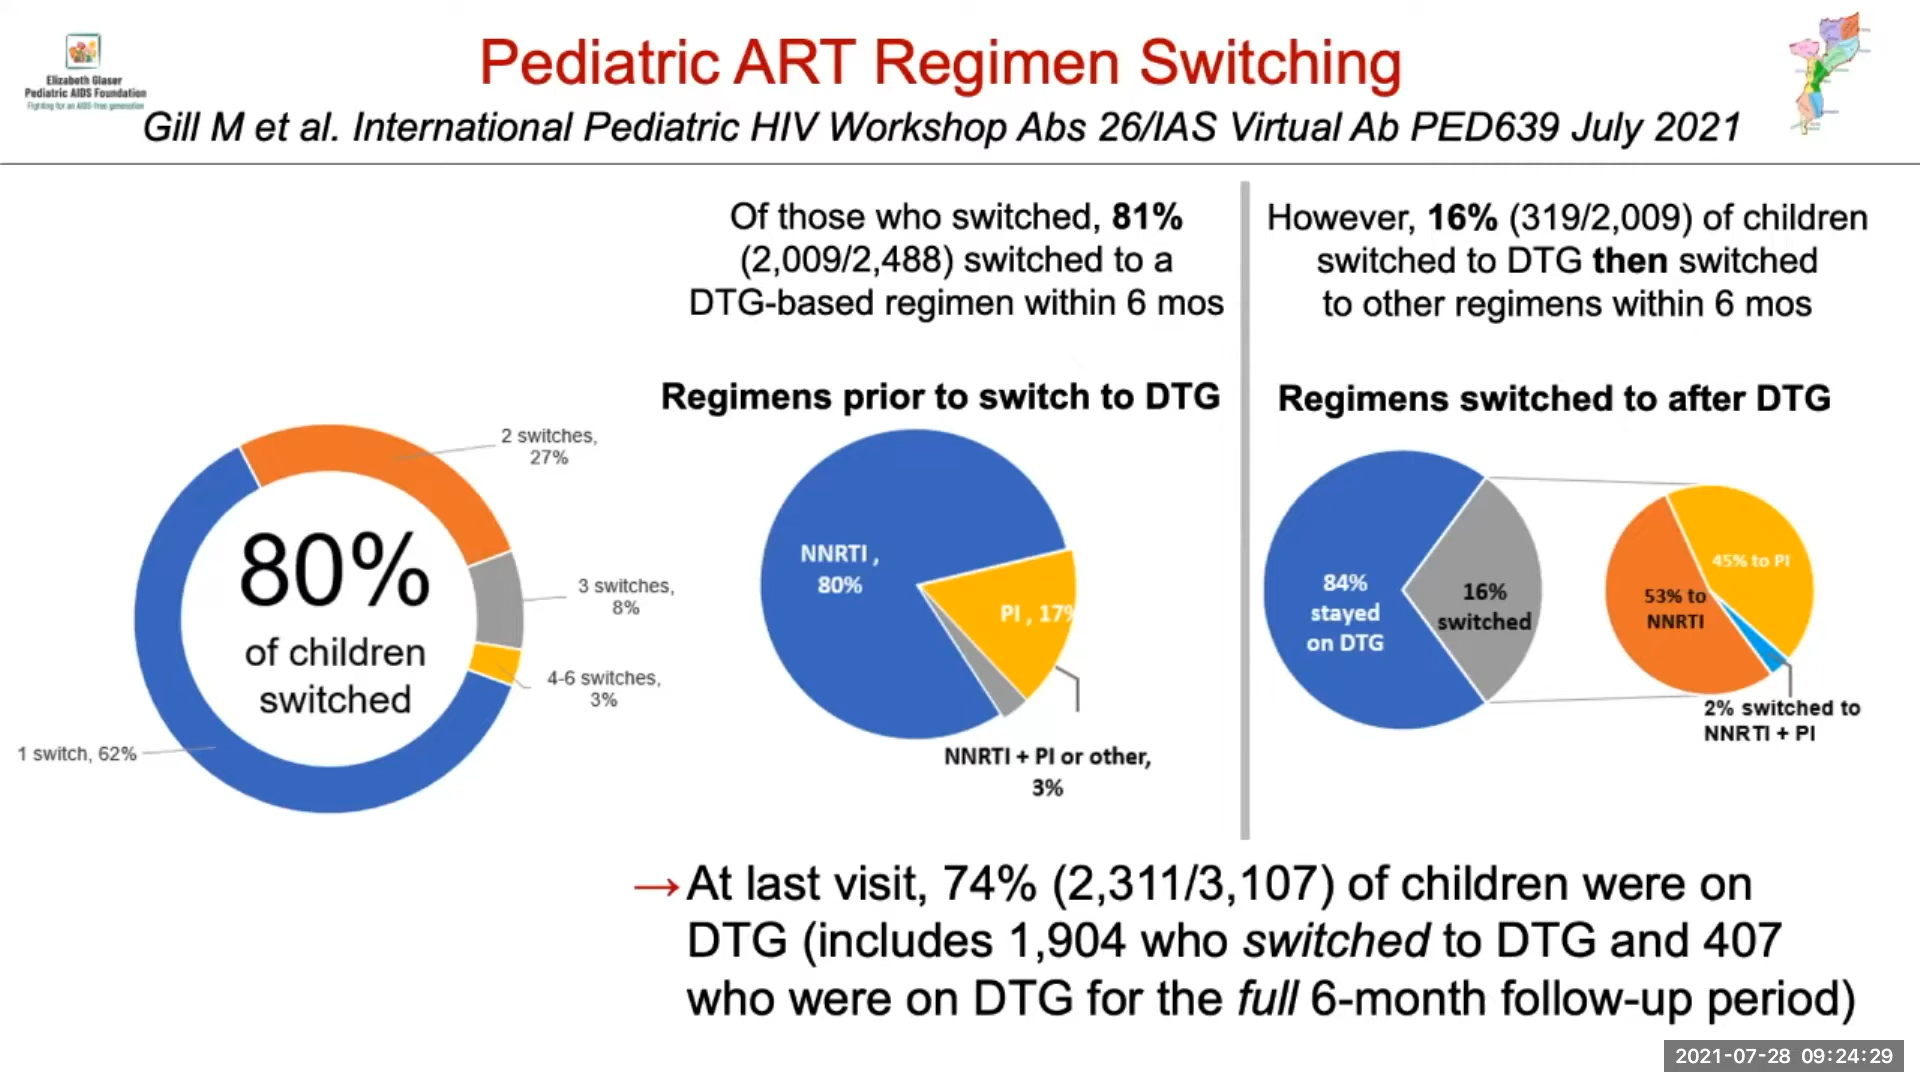 Pediatric ART Regimen Switching
Elizabeth Glaser
Pediatric AIDS Foundation
Fighting for an AIDS-free generation
Gill M et al. International Pediatric HIV Workshop Abs 26/IAS Virtual Ab PED639 July 2021
Of those who switched, 81%
(2,009/2,488) switched to a
DTG-based regimen within 6 mos
However, 16% (319/2,009) of children
switched to DTG then switched
to other regimens within 6 mos
Regimens prior to switch to DTG
Regimens switched to after DTG
2 switches,
27%
3 switches,
8%
4-6 switches,
3%
1 switch, 62%
80%
of children
switched
NNRTI ,
80%
PI , 17%
NNRTI + PI or other,
3%
84%
stayed
on DTG
16%
switched
45% to PI
53% to
NNRTI
2% switched to
NNRTI + PI
→At last visit, 74% (2,311/3,107) of children were on
DTG (includes 1,904 who switched to DTG and 407
who were on DTG for the full 6-month follow-up period)
2021-07-28 09:24:29